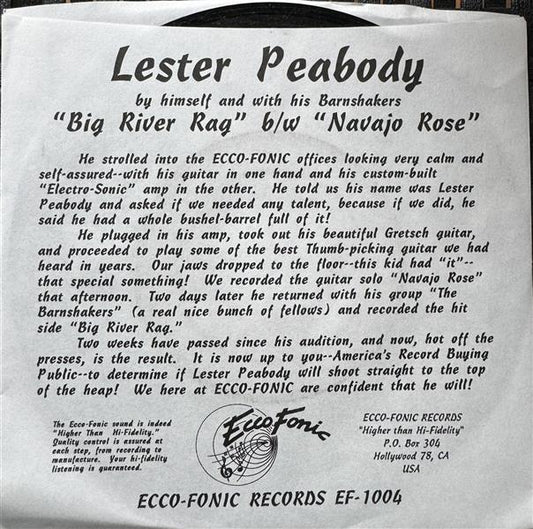 Lester Peabody
by himself and with his Barnshakers
"Big River Rag" b/w "Navajo Rose"
He strolled into the ECCO-FONIC offices looking very calm and
self-assured--with his guitar in one hand and his custom-built
"Electro-Sonic" amp in the other. He told us his name was Lester
Peabody and asked if we needed any talent, because if we did, he
said he had a whole bushel-barrel full of it!
He plugged in his amp, took out his beautiful Gretsch guitar,
and proceeded to play some of the best Thumb-picking guitar we had
heard in years. Our jaws dropped to the floor--this kid had "it"--
that special something! We recorded the guitar solo "Navajo Rose"
that afternoon. Two days later he returned with his group "The
Barnshakers" (a real nice bunch of fellows) and recorded the hit
side "Big River Rag."
Two weeks have passed since his audition, and now, hot off the
presses, is the result. It is now up to you--America's Record Buying
Public--to determine if Lester Peabody will shoot straight to the top
of the heap! We here at ECCO-FONIC are confident that he will!
The Ecco-Fonic sound is indeed
"Higher Than Hi-Fidelity."
Quality control is assured at
each step, from recording to
manufacture. Your hi-fidelity
listening is guaranteed.
Ecco-Fonic
ECCO-FONIC RECORDS
"Higher than Hi-Fidelity"
P.O. Box 304
Hollywood 78, CA
USA
ECCO-FONIC RECORDS EF-1004